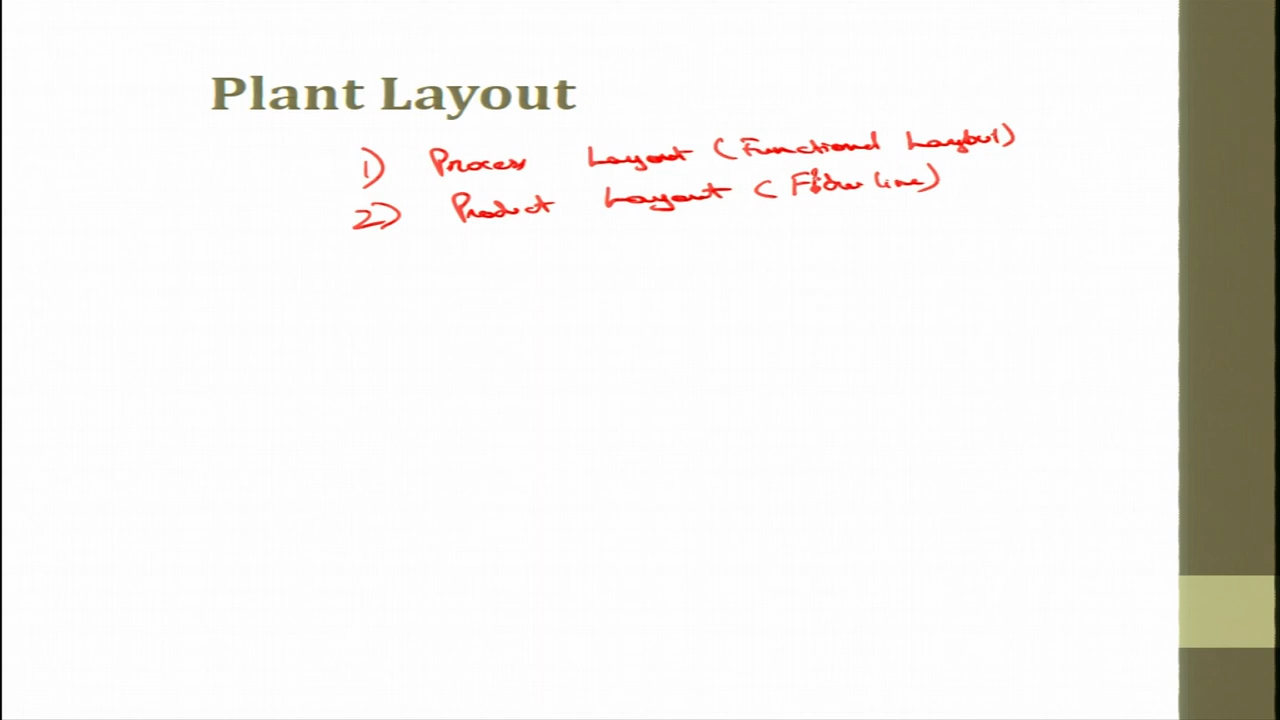 Plant Layout
1) Process Layout (Functional Layout)
2) Product Layout (Flow line)